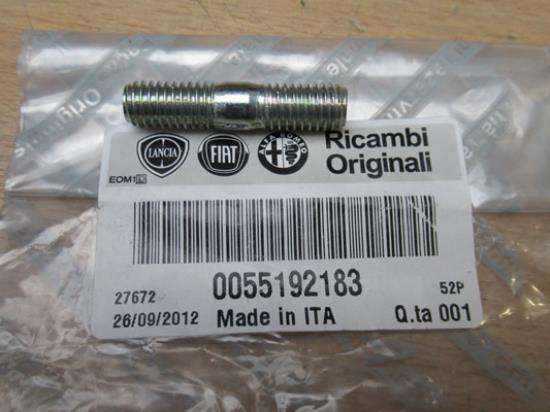 LANCIA
FIAT
ALFA ROMEO
Ricambi
Originali
EOM1
0055192183
27672
52P
26/09/2012 Made in ITA Q.ta 001